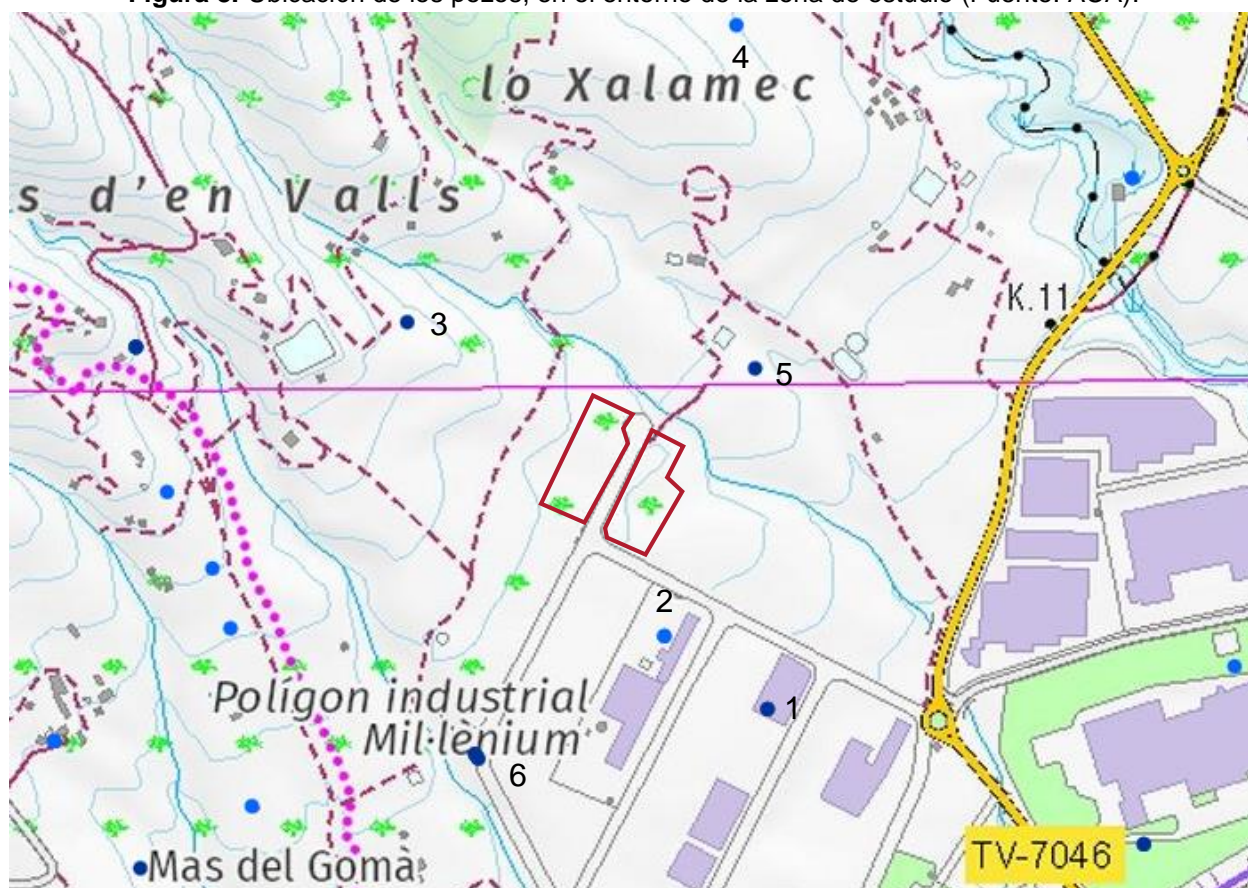 Figura 3. Ubicación de los pozos, en el entorno de la zona de estudio (Fuente: ACA).
4
lo Xalamec
s d'en Valls
K.11
3
5
2
Polígon industrial
Mil·lènium
1
6
TV-7046
Mas del Gomà